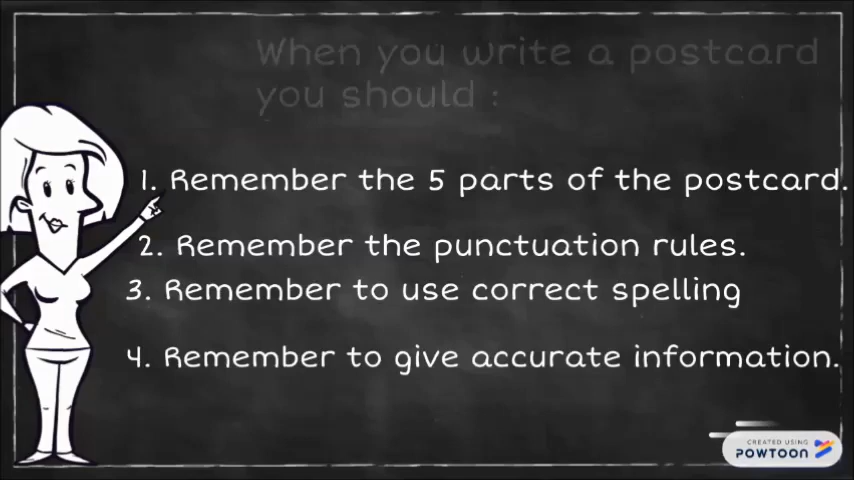 When you write a postcard
you should :
1. Remember the 5 parts of the postcard.
2. Remember the punctuation rules.
3. Remember to use correct spelling
4. Remember to give accurate information.
CREATED USING
POWTOON